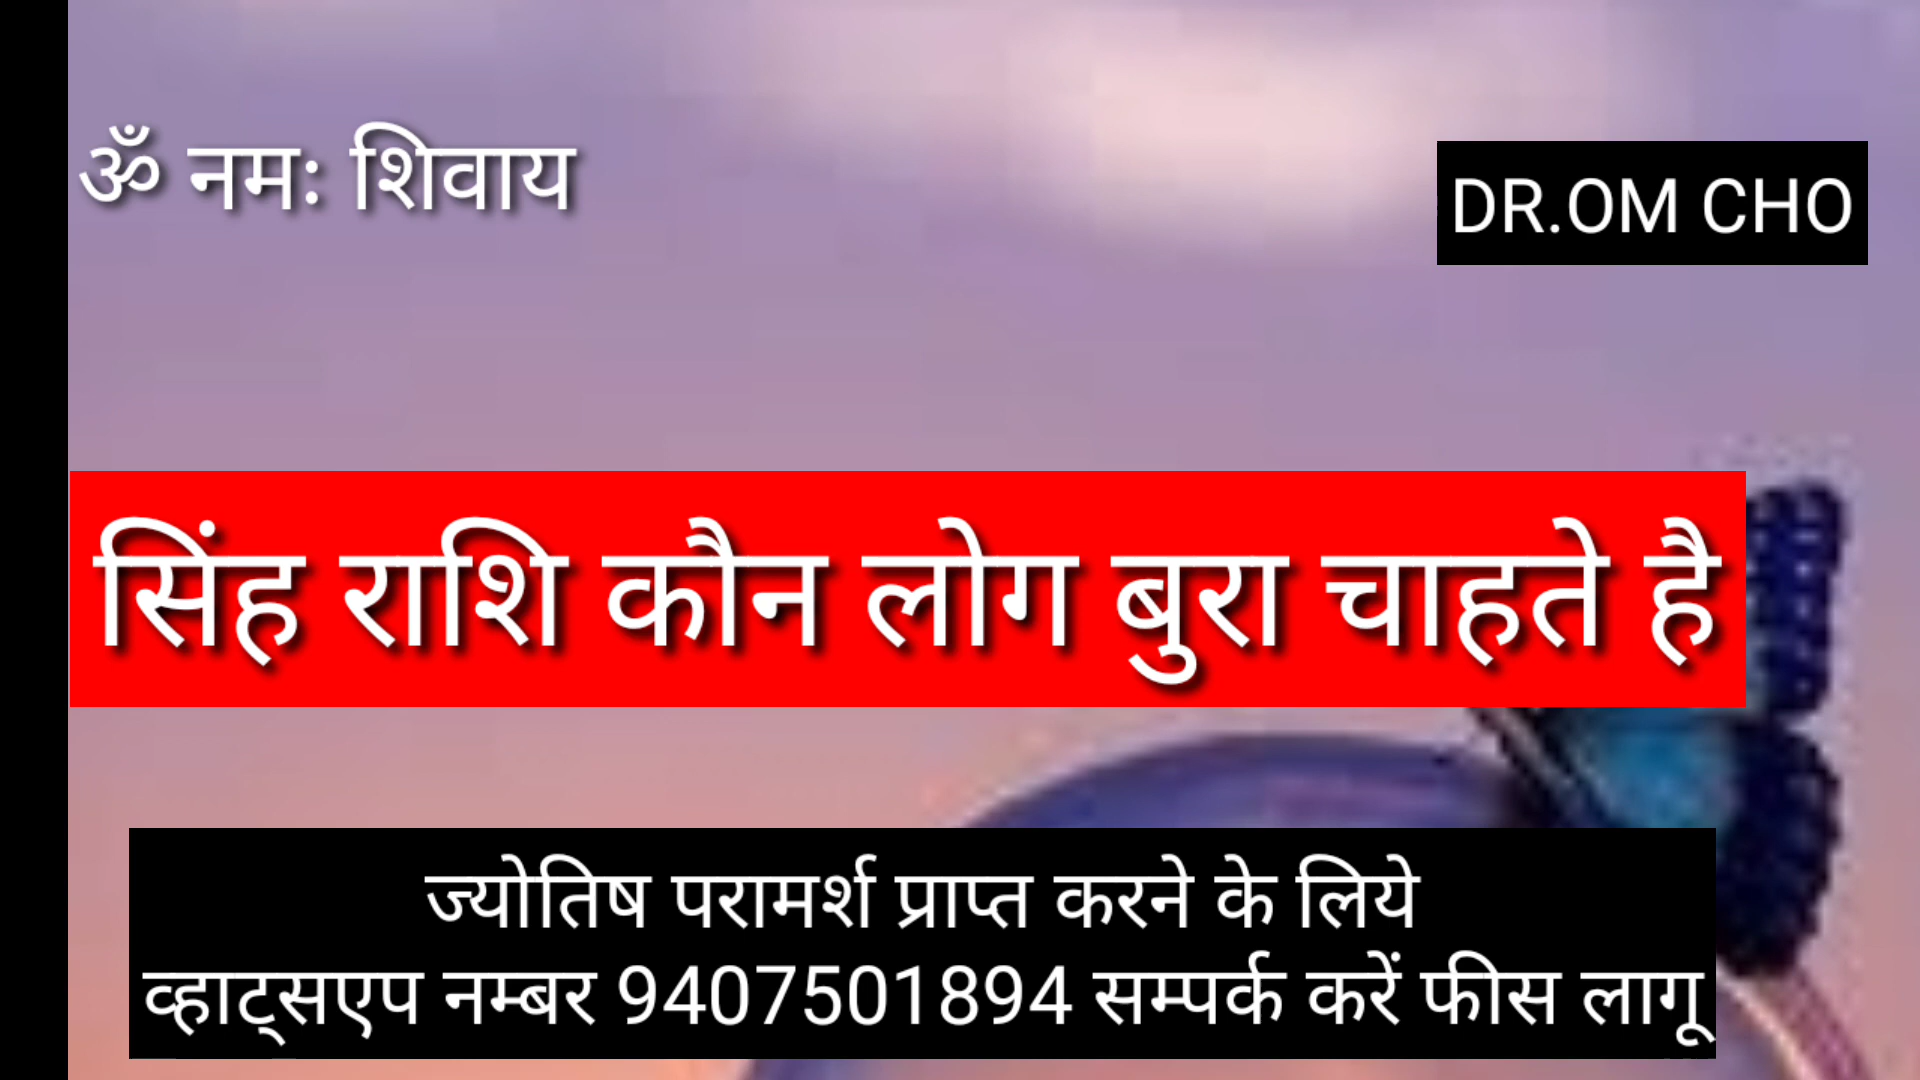 ॐ नमः शिवाय
DR.OM CHO
सिंह राशि कौन लोग बुरा चाहते है
ज्योतिष परामर्श प्राप्त करने के लिये
व्हाट्सएप नम्बर 9407501894 सम्पर्क करें फीस लागू